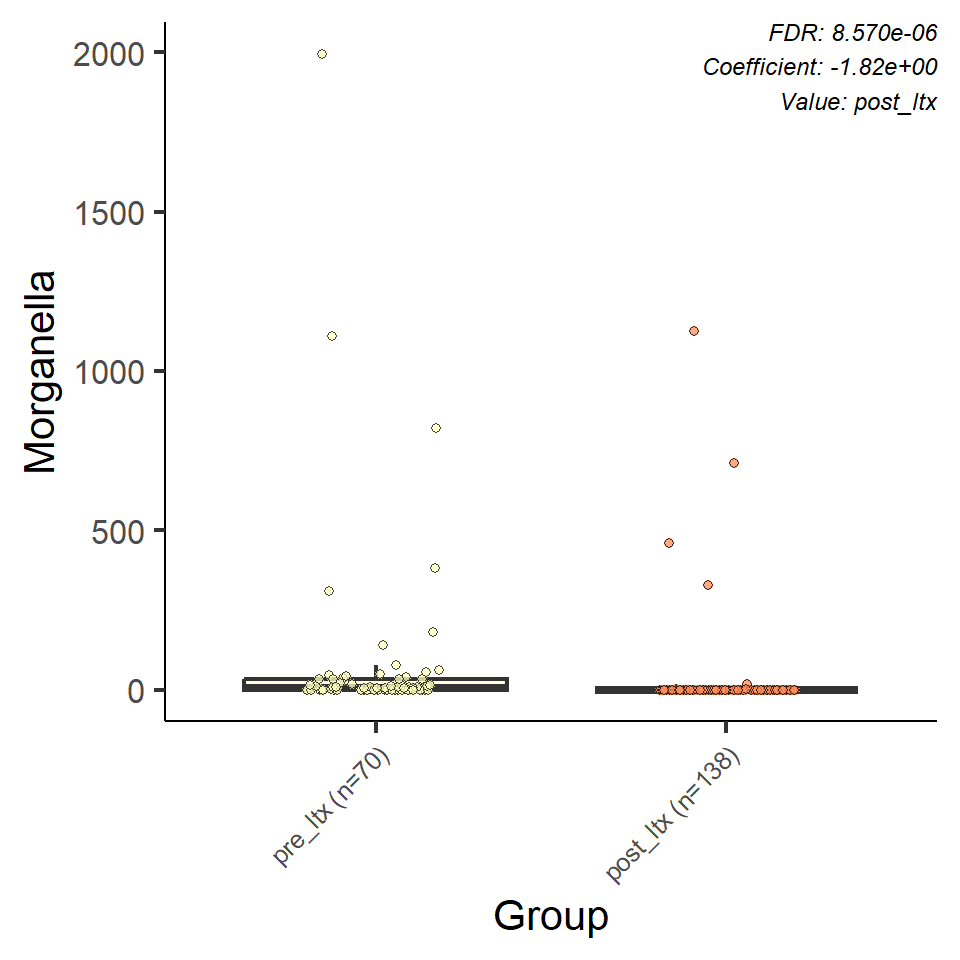 FDR: 8.570e-06
Coefficient: -1.82e+00
Value: post_ltx
2000
1500
1000
500
0
Morganella
pre_ltx (n=70)
post_ltx (n=138)
Group